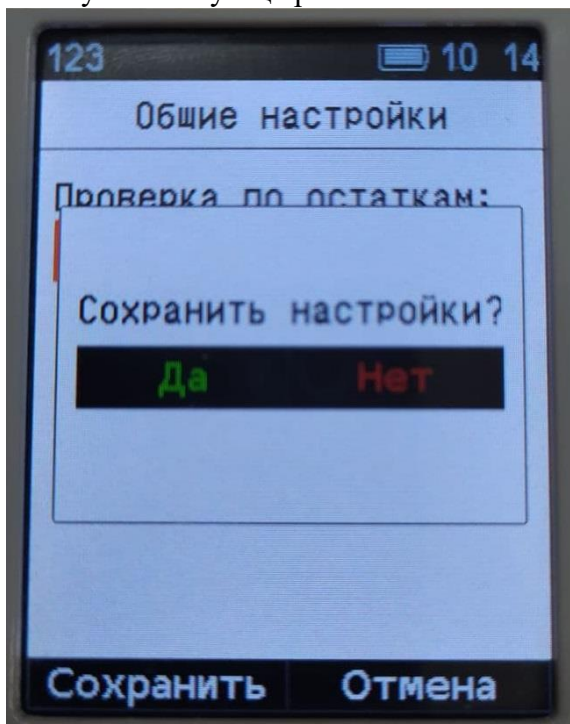 123 10 14
Общие настройки
Проверка по остаткам:
Сохранить настройки?
Да Нет
Сохранить Отмена